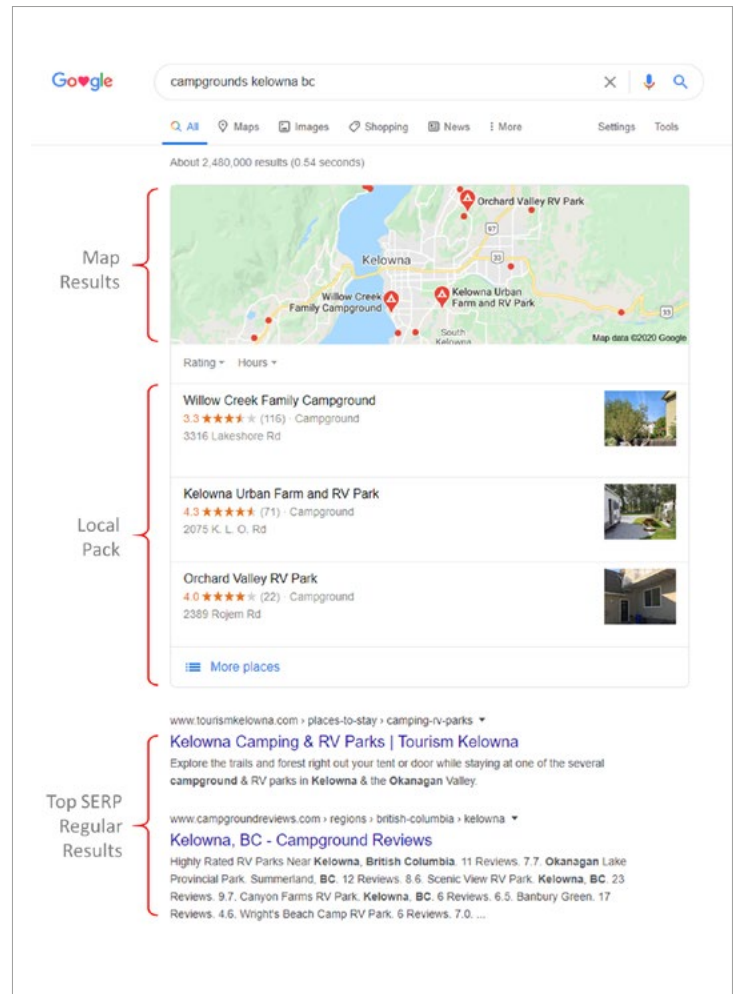 Go♥gle
campgrounds kelowna bc
All Maps Images Shopping News More Settings Tools
About 2,480,000 results (0.54 seconds)
Map
Results
Orchard Valley RV Park
97
Kelowna
33
Willow Creek
Family Campground
Kelowna Urban
Farm and RV Park
33
South
Kelowna
Map data ©2020 Google
Rating Hours
Local
Pack
Willow Creek Family Campground
3.3 ★★★★★ (116) · Campground
3316 Lakeshore Rd
Kelowna Urban Farm and RV Park
4.3 ★★★★★ (71) · Campground
2075 K. L. O. Rd
Orchard Valley RV Park
4.0 ★★★★★ (22) · Campground
2389 Rojem Rd
More places
Top SERP
Regular
Results
www.tourismkelowna.com › places-to-stay › camping-rv-parks
Kelowna Camping & RV Parks | Tourism Kelowna
Explore the trails and forest right out your tent or door while staying at one of the several
campground & RV parks in Kelowna & the Okanagan Valley.
www.campgroundreviews.com › regions › british-columbia › kelowna
Kelowna, BC - Campground Reviews
Highly Rated RV Parks Near Kelowna, British Columbia. 11 Reviews. 7.7. Okanagan Lake
Provincial Park. Summerland, BC. 12 Reviews. 8.6. Scenic View RV Park. Kelowna, BC. 23
Reviews. 9.7. Canyon Farms RV Park. Kelowna, BC. 6 Reviews. 6.5. Banbury Green. 17
Reviews. 4.6. Wright's Beach Camp RV Park. 6 Reviews. 7.0. ...